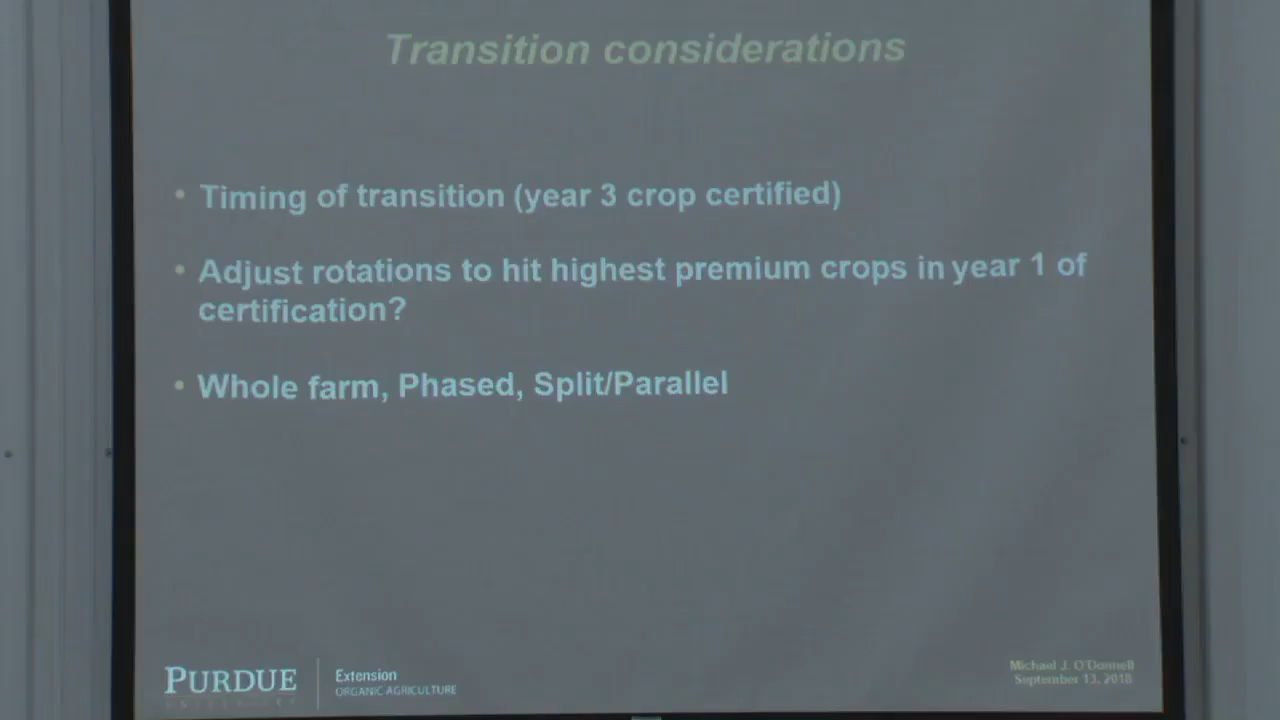 Transition considerations
• Timing of transition (year 3 crop certified)
• Adjust rotations to hit highest premium crops in year 1 of
certification?
• Whole farm, Phased, Split/Parallel
PURDUE
UNIVERSITY
Extension
ORGANIC AGRICULTURE
Michael J. O'Donnell
September 13, 2018